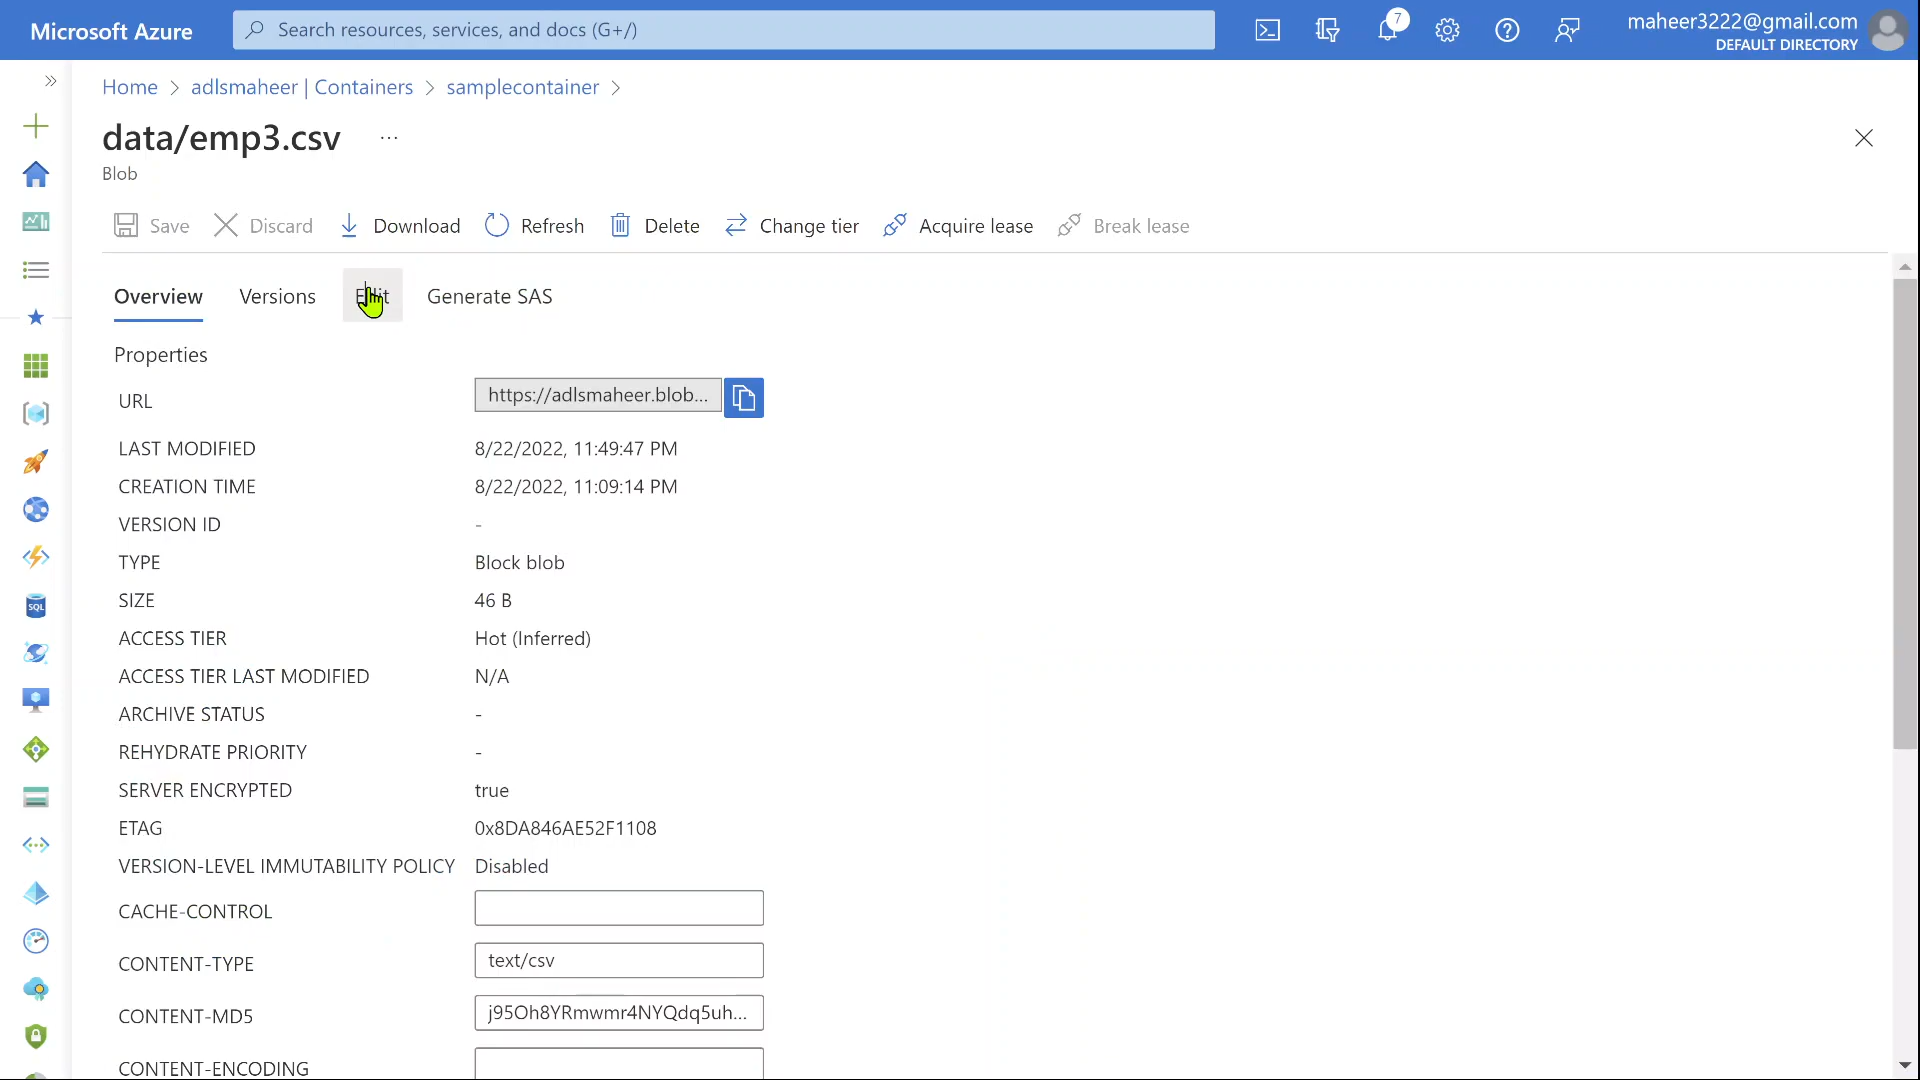 Microsoft Azure
Search resources, services, and docs (G+/)
7
maheer3222@gmail.com
DEFAULT DIRECTORY
Home > adlsmaheer | Containers > samplecontainer >
data/emp3.csv ...
Blob
Save Discard Download Refresh Delete Change tier Acquire lease Break lease
Overview Versions Edit Generate SAS
Properties
URL https://adlsmaheer.blob...
LAST MODIFIED 8/22/2022, 11:49:47 PM
CREATION TIME 8/22/2022, 11:09:14 PM
VERSION ID -
TYPE Block blob
SIZE 46 B
ACCESS TIER Hot (Inferred)
ACCESS TIER LAST MODIFIED N/A
ARCHIVE STATUS -
REHYDRATE PRIORITY -
SERVER ENCRYPTED true
ETAG 0x8DA846AE52F1108
VERSION-LEVEL IMMUTABILITY POLICY Disabled
CACHE-CONTROL
CONTENT-TYPE text/csv
CONTENT-MD5 j95Oh8YRmwmr4NYQdq5uh...
CONTENT-ENCODING
SQL